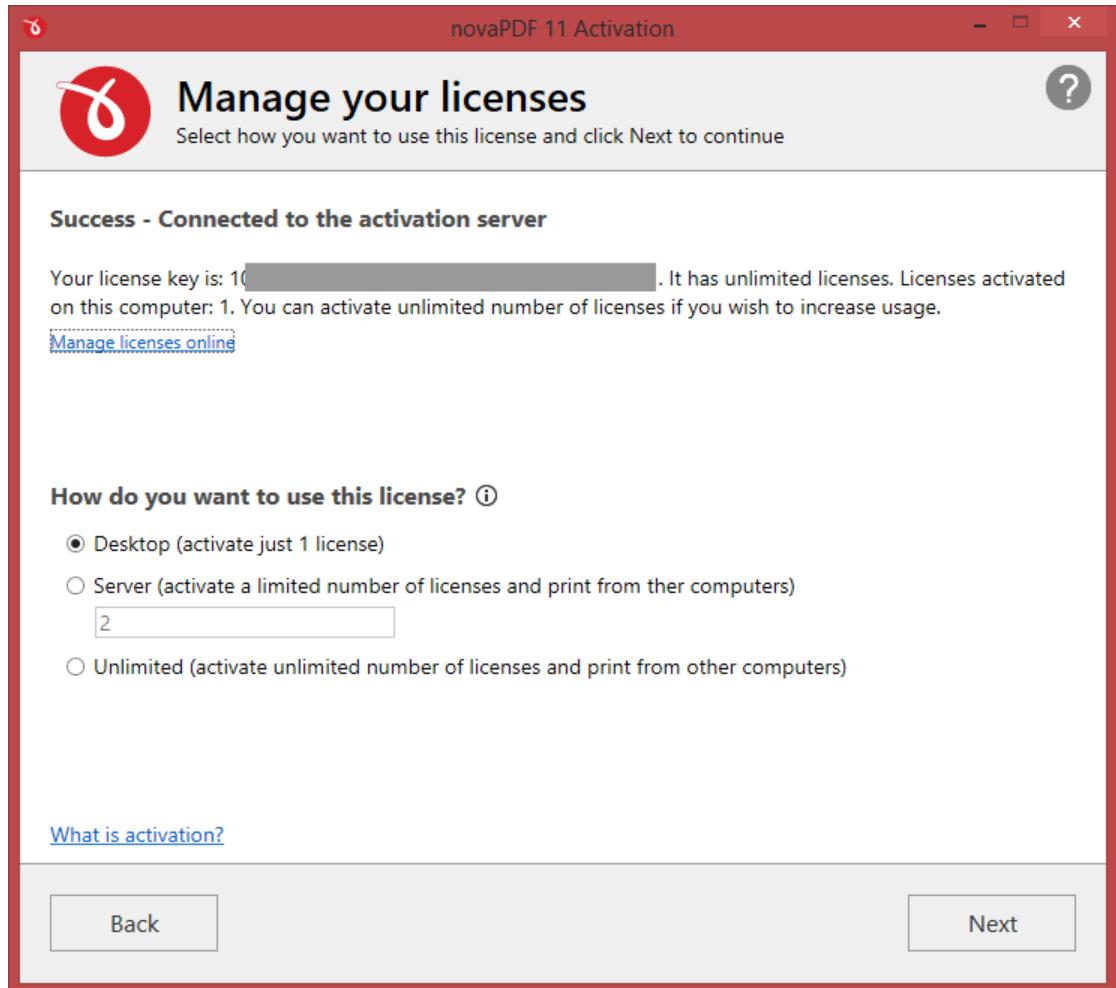 novaPDF 11 Activation
Manage your licenses
?
Select how you want to use this license and click Next to continue
Success - Connected to the activation server
Your license key is: 10 . It has unlimited licenses. Licenses activated
on this computer: 1. You can activate unlimited number of licenses if you wish to increase usage.
Manage licenses online
How do you want to use this license?
Desktop (activate just 1 license)
Server (activate a limited number of licenses and print from ther computers)
2
Unlimited (activate unlimited number of licenses and print from other computers)
What is activation?
Back
Next